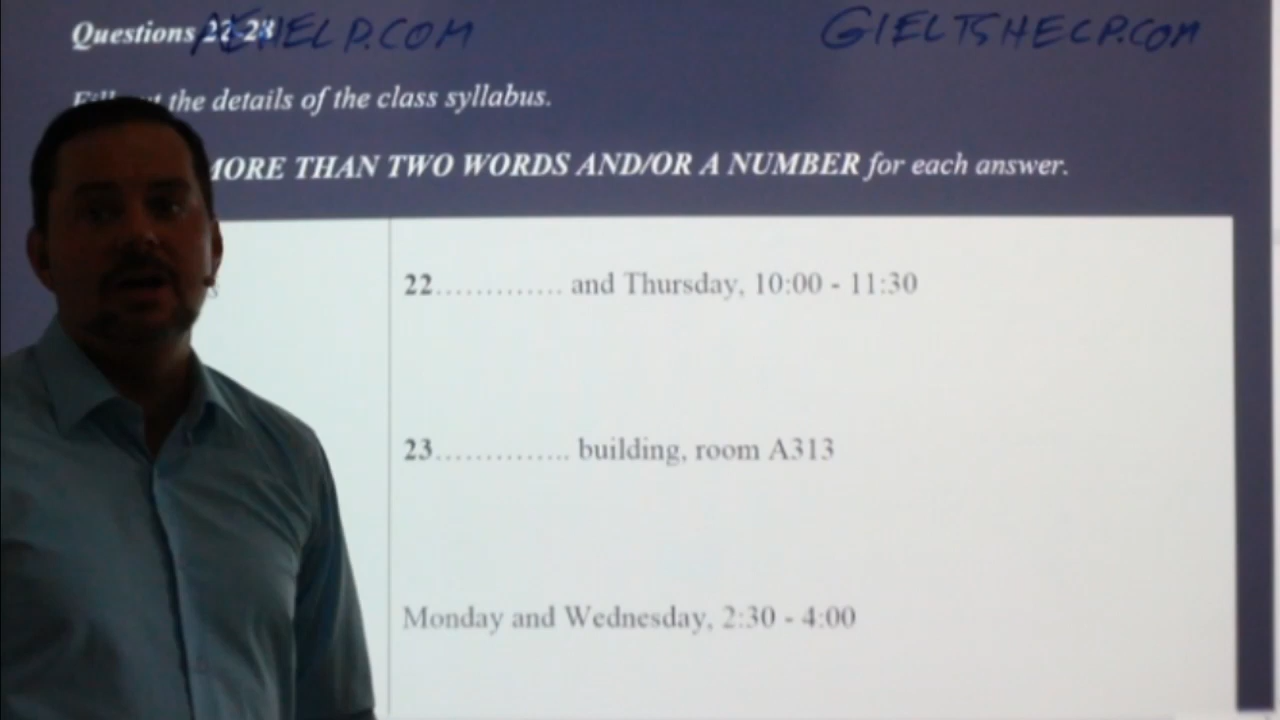 Questions 22-28
AEHELP.COM
GIELTSHELP.COM
the details of the class syllabus.
MORE THAN TWO WORDS AND/OR A NUMBER for each answer.
22............. and Thursday, 10:00 - 11:30
23.............. building, room A313
Monday and Wednesday, 2:30 - 4:00